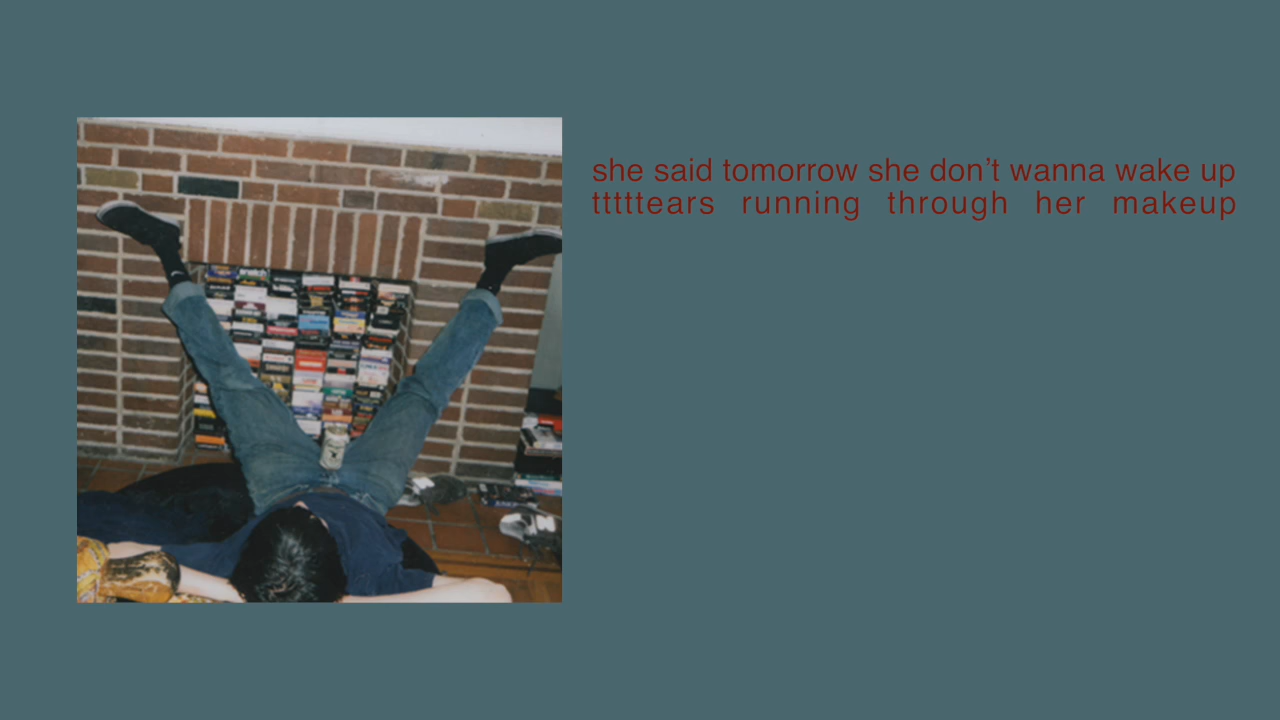 she said tomorrow she don’t wanna wake up
tttttears running through her makeup